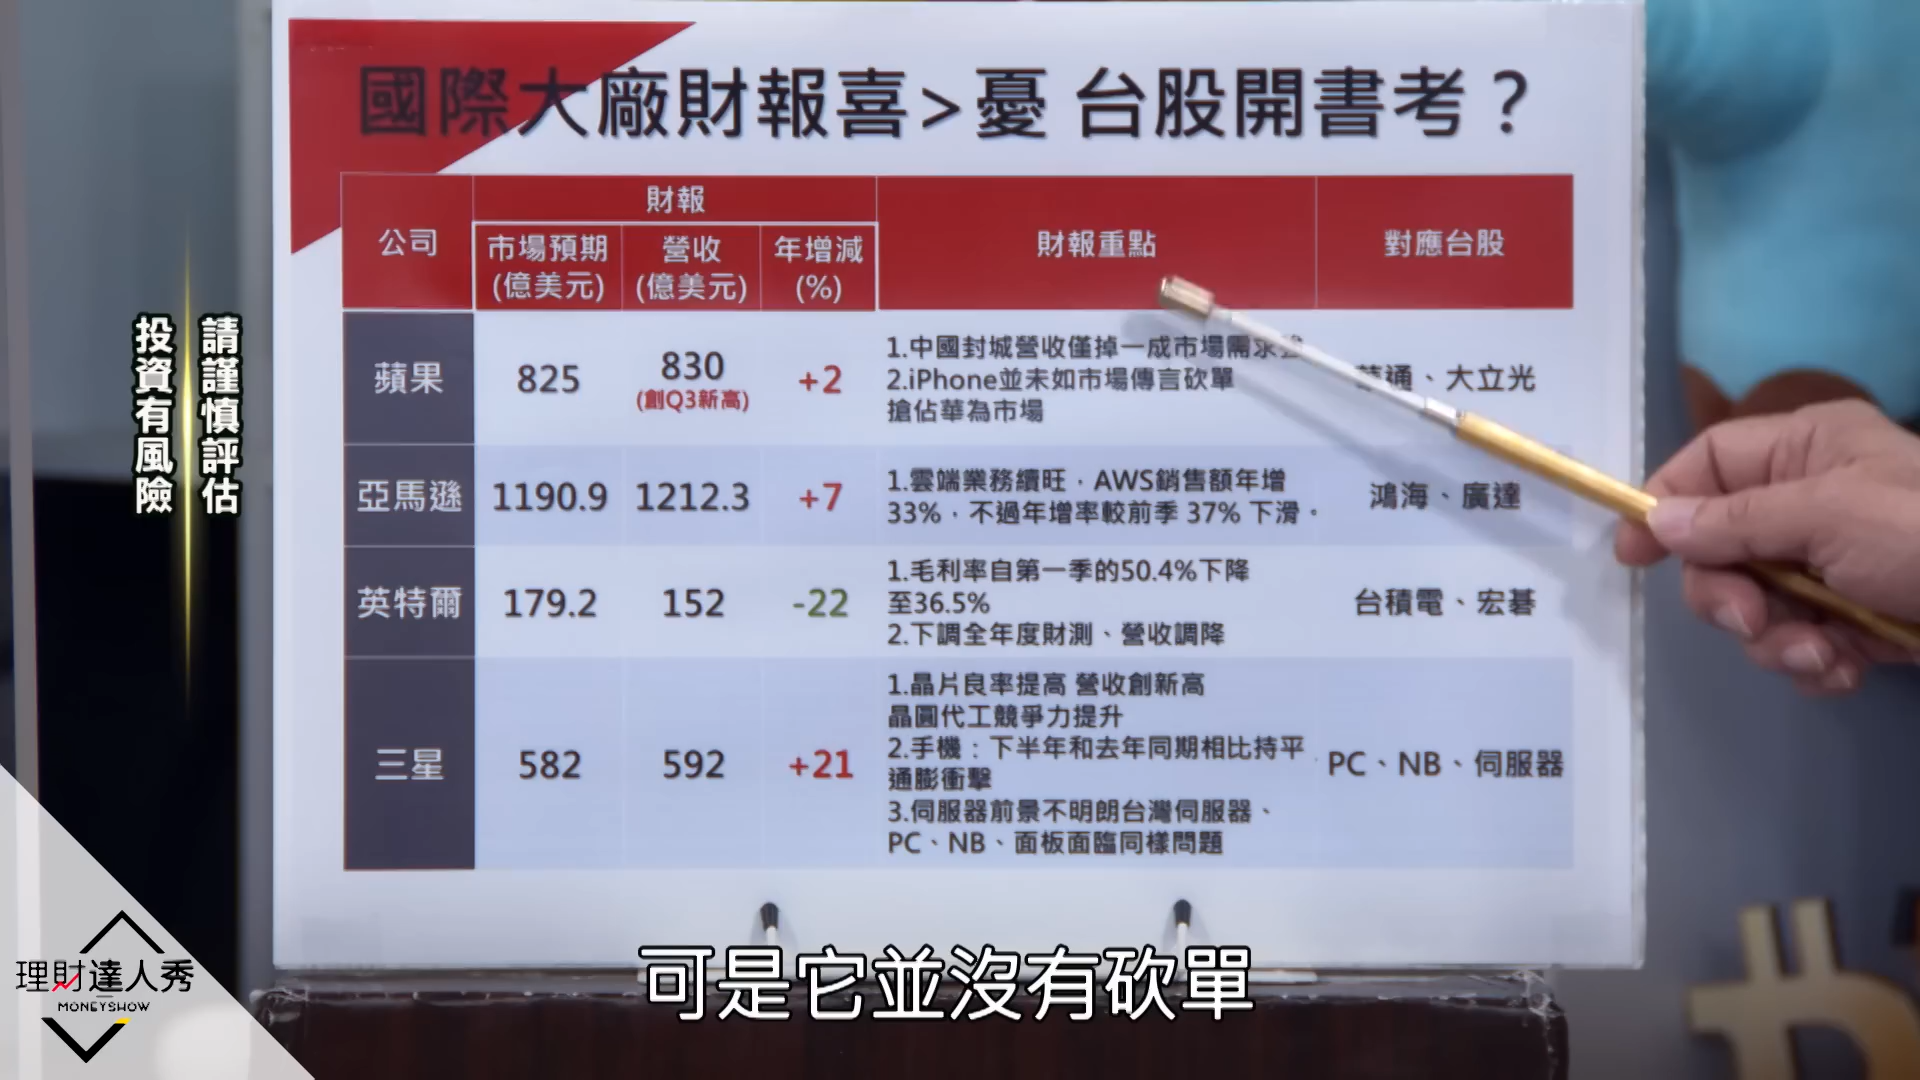 國際大廠財報喜>憂 台股開書考？
公司
財報
市場預期
(億美元)
營收
(億美元)
年增減
(%)
財報重點
對應台股
蘋果
825
830
(創Q3新高)
+2
1.中國封城營收僅掉一成市場需求
2.iPhone並未如市場傳言砍單
搶佔華為市場
通、大立光
亞馬遜
1190.9
1212.3
+7
1.雲端業務續旺，AWS銷售額年增
33%，不過年增率較前季 37% 下滑。
鴻海、廣達
英特爾
179.2
152
-22
1.毛利率自第一季的50.4%下降
至36.5%
2.下調全年度財測、營收調降
台積電、宏碁
三星
582
592
+21
1.晶片良率提高 營收創新高
晶圓代工競爭力提升
2.手機：下半年和去年同期相比持平
通膨衝擊
3.伺服器前景不明朗台灣伺服器、
PC、NB、面板面臨同樣問題
PC、NB、伺服器
請謹慎評估
投資有風險
理財達人秀
MONEYSHOW
可是它並沒有砍單